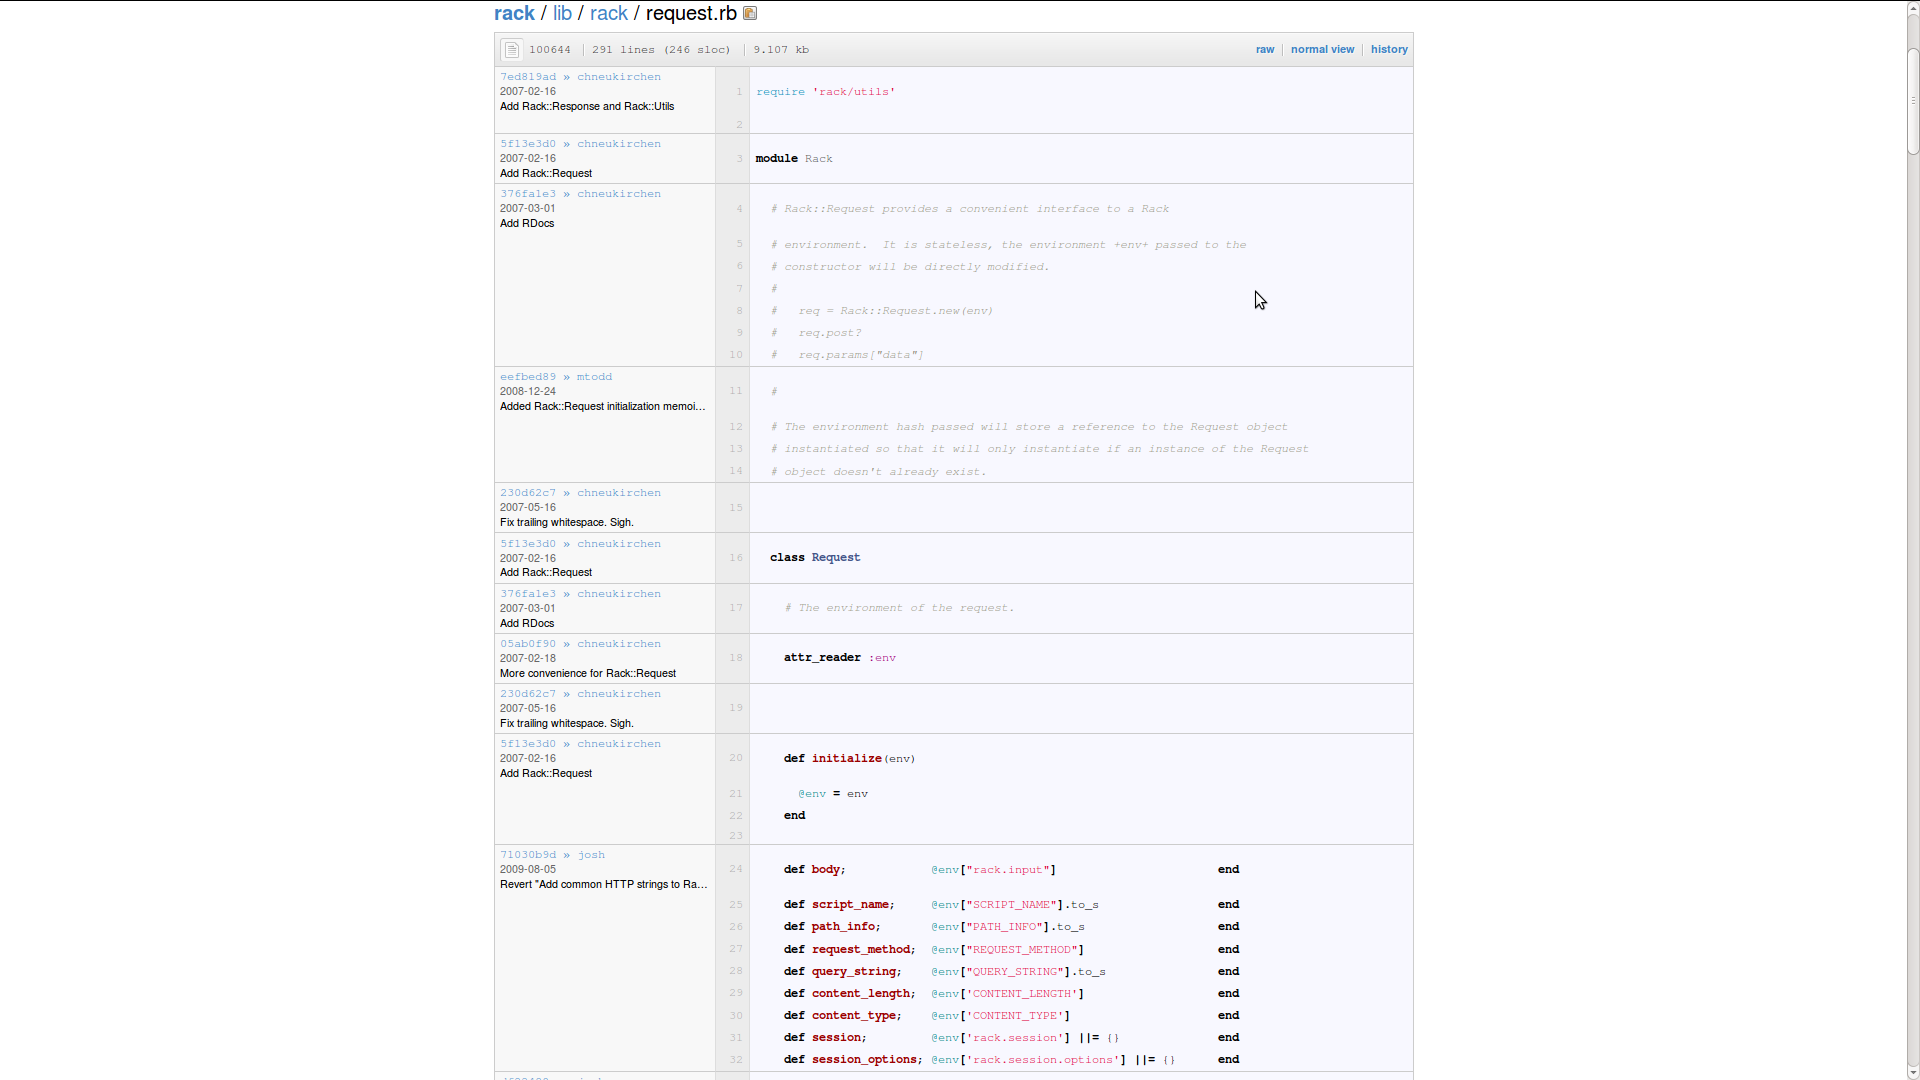 rack / lib / rack / request.rb
100644 | 291 lines (246 sloc) | 9.107 kb raw | normal view | history
7ed819ad » chneukirchen
2007-02-16
Add Rack::Response and Rack::Utils
1 require 'rack/utils'
2
5f13e3d0 » chneukirchen
2007-02-16
Add Rack::Request
3 module Rack
376fa1e3 » chneukirchen
2007-03-01
Add RDocs
4 # Rack::Request provides a convenient interface to a Rack
5 # environment.  It is stateless, the environment +env+ passed to the
6 # constructor will be directly modified.
7 #
8 #   req = Rack::Request.new(env)
9 #   req.post?
10 #   req.params["data"]
eefbed89 » mtodd
2008-12-24
Added Rack::Request initialization memoi…
11 #
12 # The environment hash passed will store a reference to the Request object
13 # instantiated so that it will only instantiate if an instance of the Request
14 # object doesn't already exist.
230d62c7 » chneukirchen
2007-05-16
Fix trailing whitespace. Sigh.
15
5f13e3d0 » chneukirchen
2007-02-16
Add Rack::Request
16 class Request
376fa1e3 » chneukirchen
2007-03-01
Add RDocs
17 # The environment of the request.
05ab0f90 » chneukirchen
2007-02-18
More convenience for Rack::Request
18 attr_reader :env
230d62c7 » chneukirchen
2007-05-16
Fix trailing whitespace. Sigh.
19
5f13e3d0 » chneukirchen
2007-02-16
Add Rack::Request
20 def initialize(env)
21 @env = env
22 end
23
71030b9d » josh
2009-08-05
Revert "Add common HTTP strings to Ra…
24 def body; @env["rack.input"] end
25 def script_name; @env["SCRIPT_NAME"].to_s end
26 def path_info; @env["PATH_INFO"].to_s end
27 def request_method; @env["REQUEST_METHOD"] end
28 def query_string; @env["QUERY_STRING"].to_s end
29 def content_length; @env['CONTENT_LENGTH'] end
30 def content_type; @env['CONTENT_TYPE'] end
31 def session; @env['rack.session'] ||= {} end
32 def session_options; @env['rack.session.options'] ||= {} end